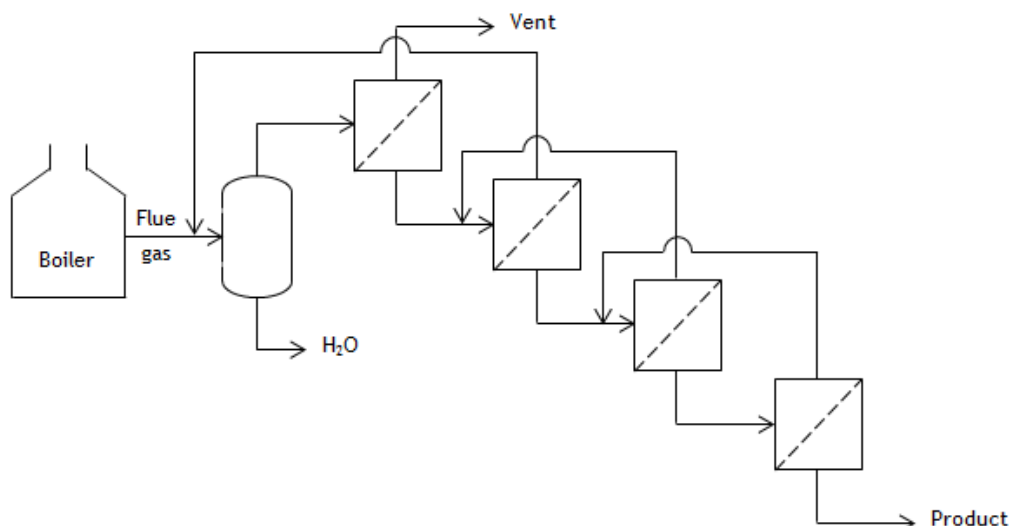 Vent
Flue
gas
Boiler
H₂O
Product